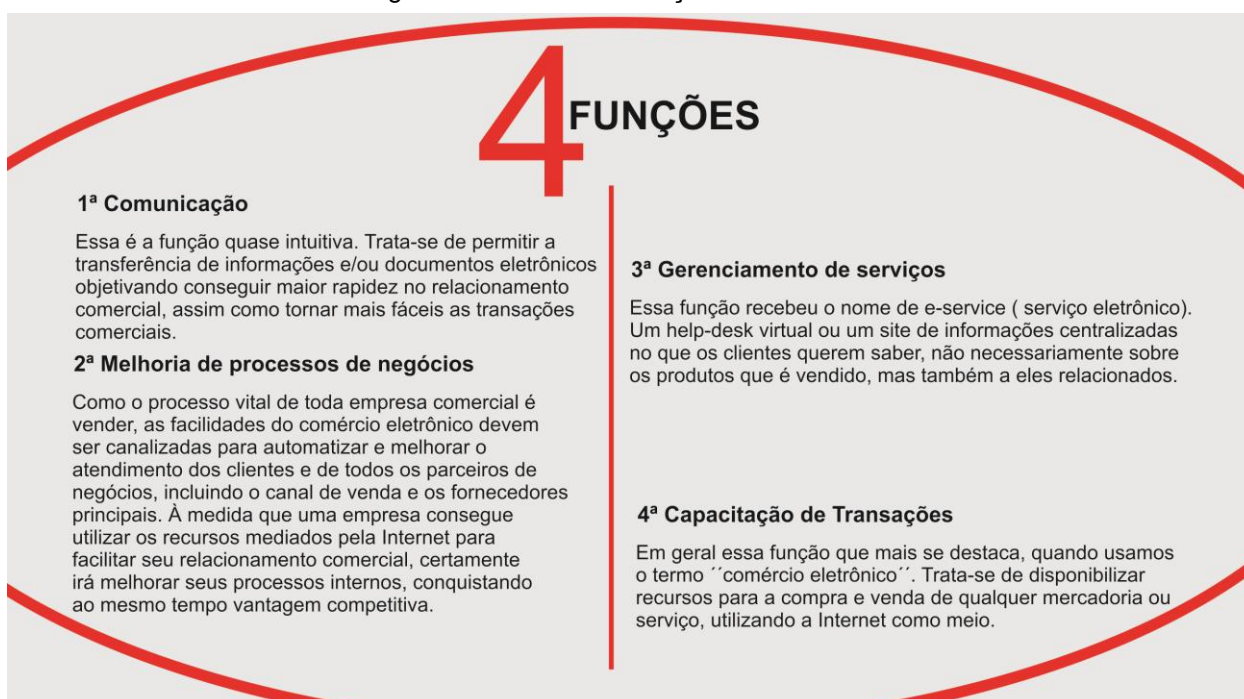 4 FUNÇÕES
1ª Comunicação
Essa é a função quase intuitiva. Trata-se de permitir a
transferência de informações e/ou documentos eletrônicos
objetivando conseguir maior rapidez no relacionamento
comercial, assim como tornar mais fáceis as transações
comerciais.
2ª Melhoria de processos de negócios
Como o processo vital de toda empresa comercial é
vender, as facilidades do comércio eletrônico devem
ser canalizadas para automatizar e melhorar o
atendimento dos clientes e de todos os parceiros de
negócios, incluindo o canal de venda e os fornecedores
principais. À medida que uma empresa consegue
utilizar os recursos mediados pela Internet para
facilitar seu relacionamento comercial, certamente
irá melhorar seus processos internos, conquistando
ao mesmo tempo vantagem competitiva.
3ª Gerenciamento de serviços
Essa função recebeu o nome de e-service ( serviço eletrônico).
Um help-desk virtual ou um site de informações centralizadas
no que os clientes querem saber, não necessariamente sobre
os produtos que é vendido, mas também a eles relacionados.
4ª Capacitação de Transações
Em geral essa função que mais se destaca, quando usamos
o termo ´´comércio eletrônico´´. Trata-se de disponibilizar
recursos para a compra e venda de qualquer mercadoria ou
serviço, utilizando a Internet como meio.